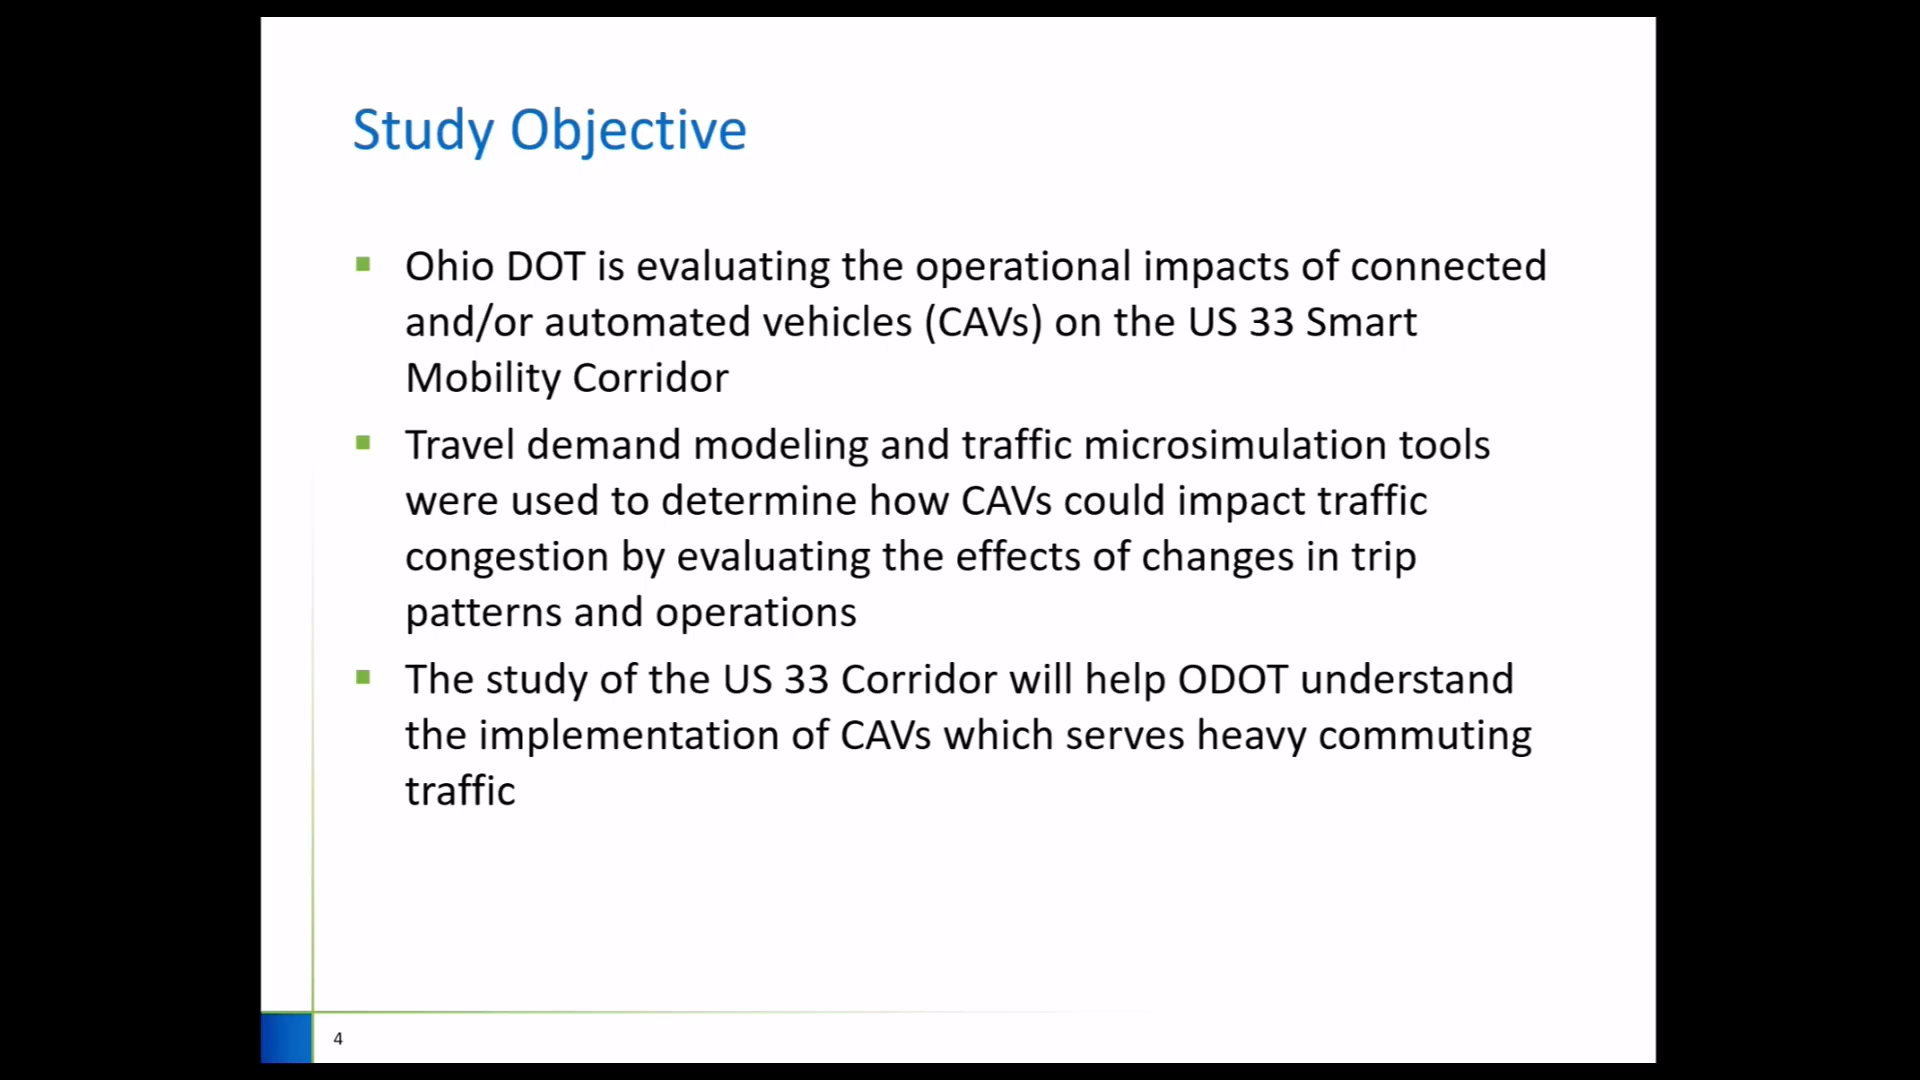 Study Objective
Ohio DOT is evaluating the operational impacts of connected
and/or automated vehicles (CAVs) on the US 33 Smart
Mobility Corridor
Travel demand modeling and traffic microsimulation tools
were used to determine how CAVs could impact traffic
congestion by evaluating the effects of changes in trip
patterns and operations
The study of the US 33 Corridor will help ODOT understand
the implementation of CAVs which serves heavy commuting
traffic
4